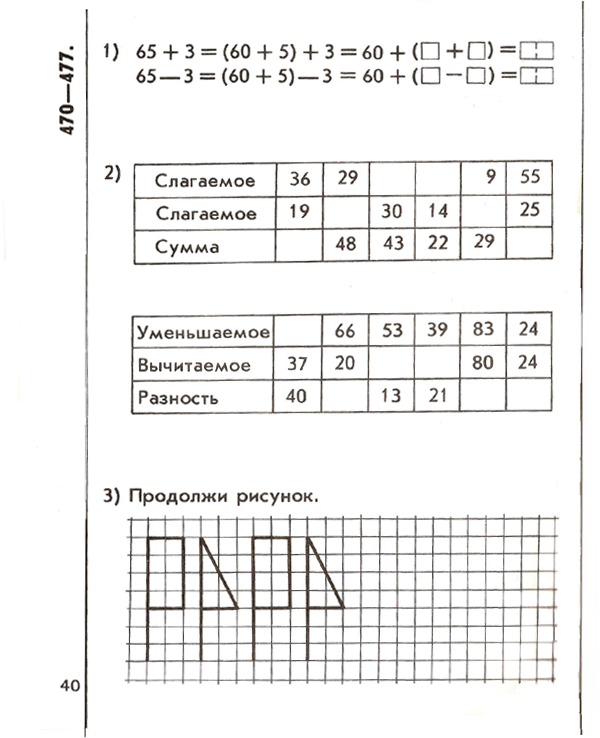 470—477.
1) 65 + 3 = (60 + 5) + 3 = 60 + (□ + □) = □□
65 — 3 = (60 + 5) — 3 = 60 + (□ − □) = □□
2)
Слагаемое 36 29 9 55
Слагаемое 19 30 14 25
Сумма 48 43 22 29
Уменьшаемое 66 53 39 83 24
Вычитаемое 37 20 80 24
Разность 40 13 21
3) Продолжи рисунок.
40